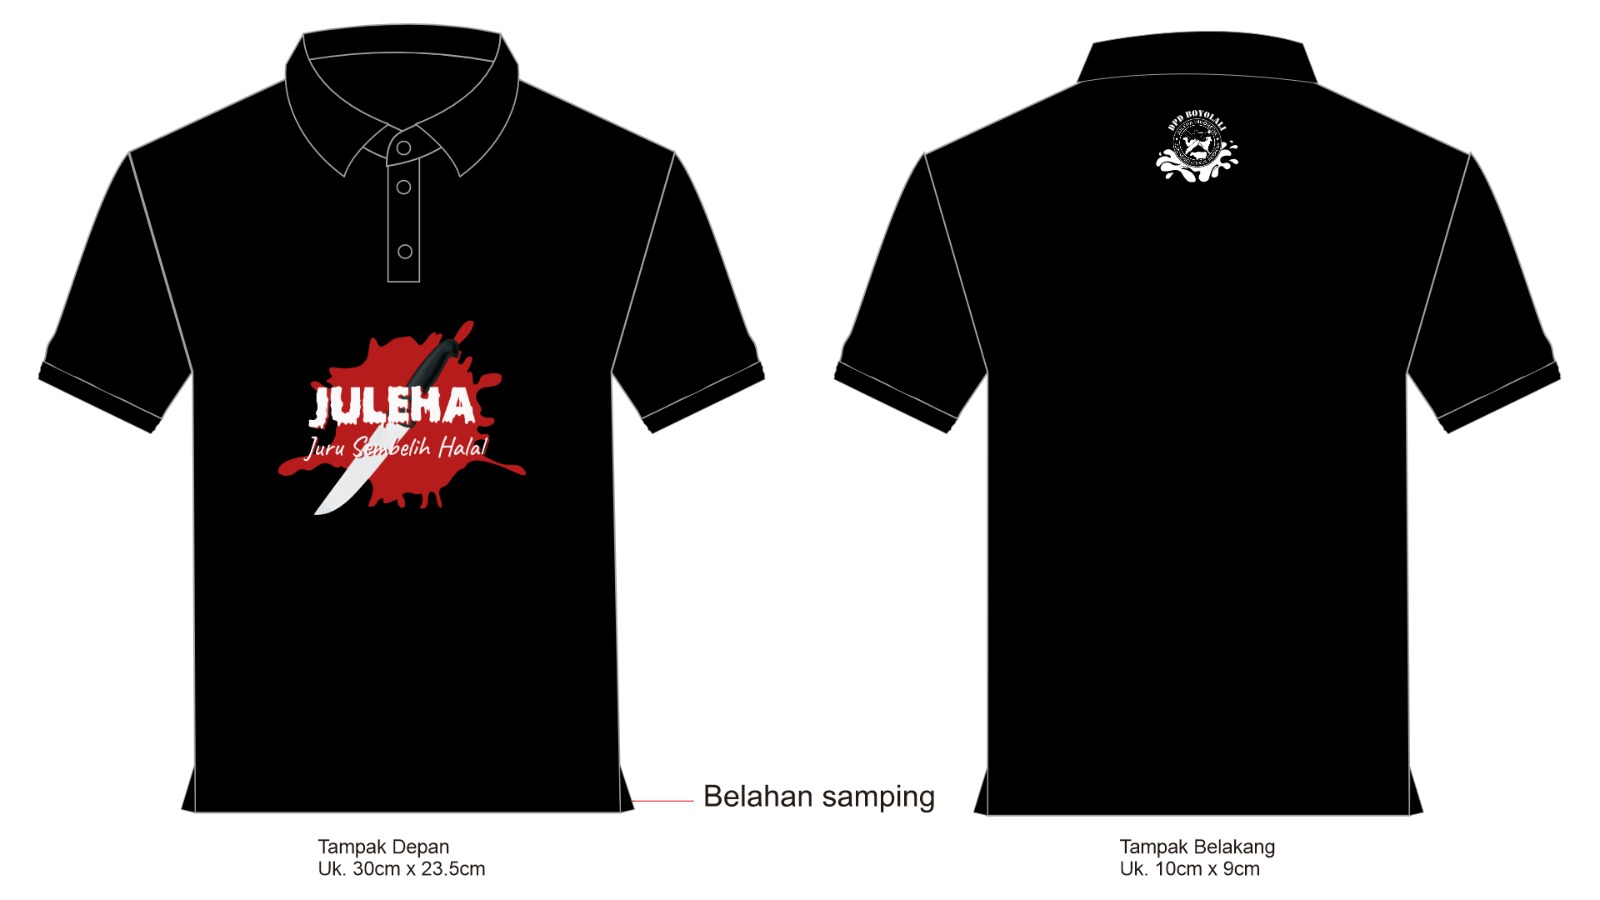 JULEHA
Juru Sembelih Halal
DPD BOYOLALI
Belahan samping
Tampak Depan
Uk. 30cm x 23.5cm
Tampak Belakang
Uk. 10cm x 9cm